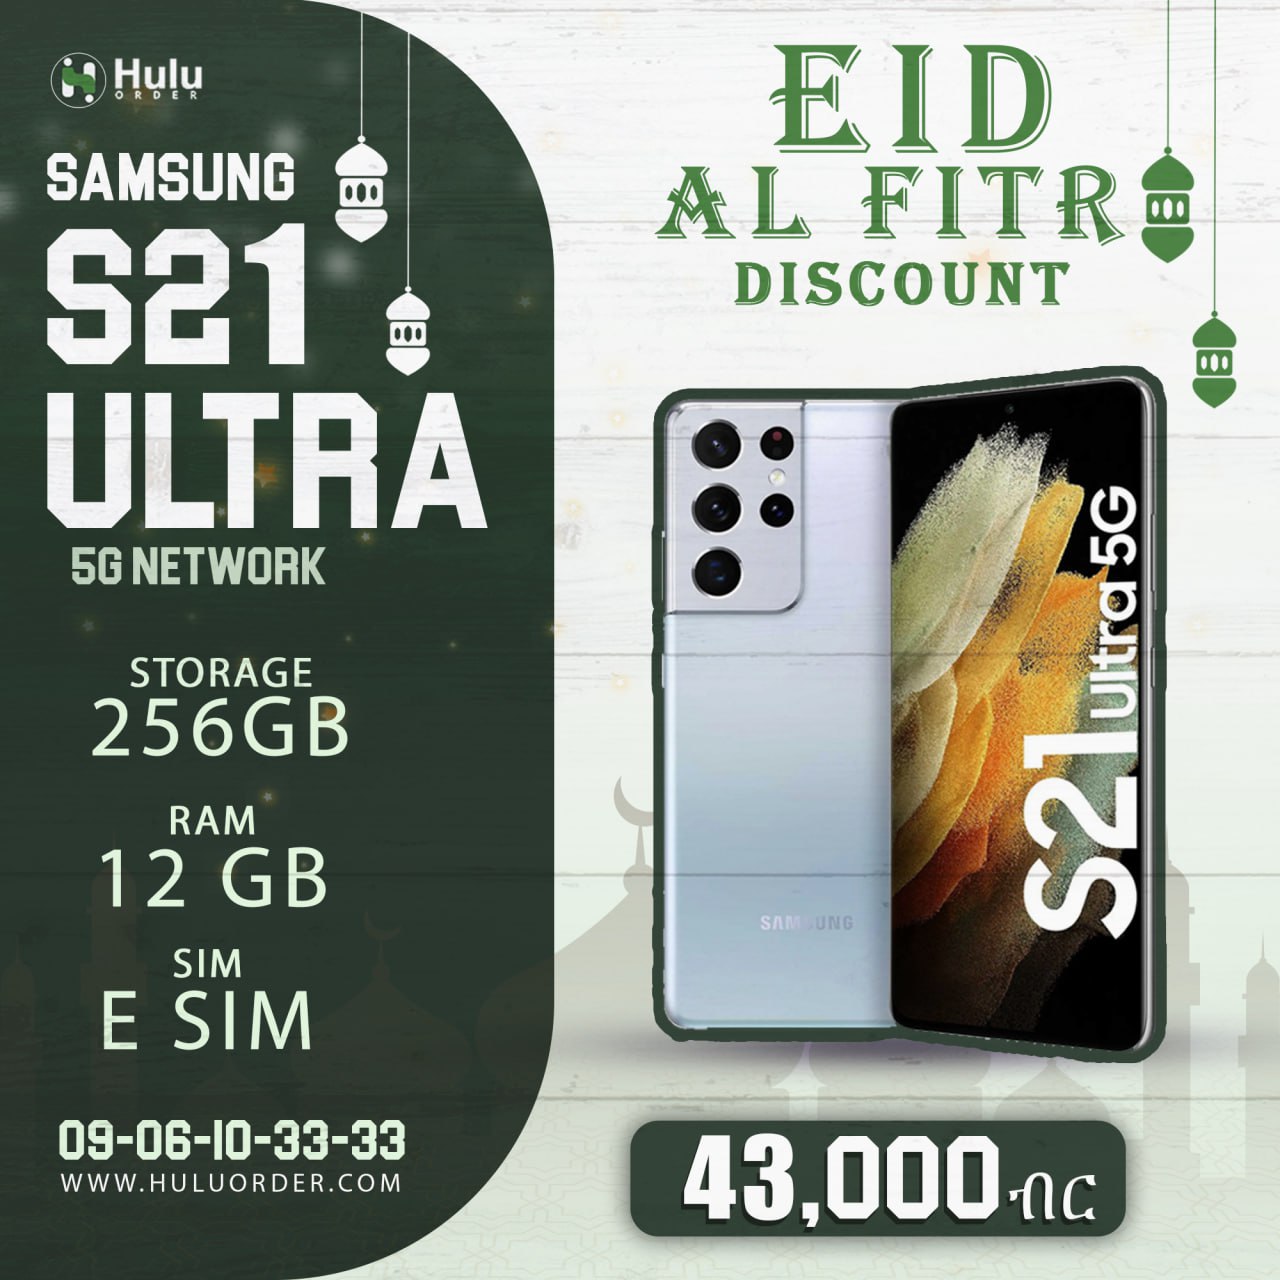 Hulu
ORDER
SAMSUNG
S21
ULTRA
5G NETWORK
STORAGE
256GB
RAM
12 GB
SIM
E SIM
09-06-10-33-33
WWW.HULUORDER.COM
EID
AL FITR
DISCOUNT
SAMSUNG
S21 Ultra 5G
43,000 ብር